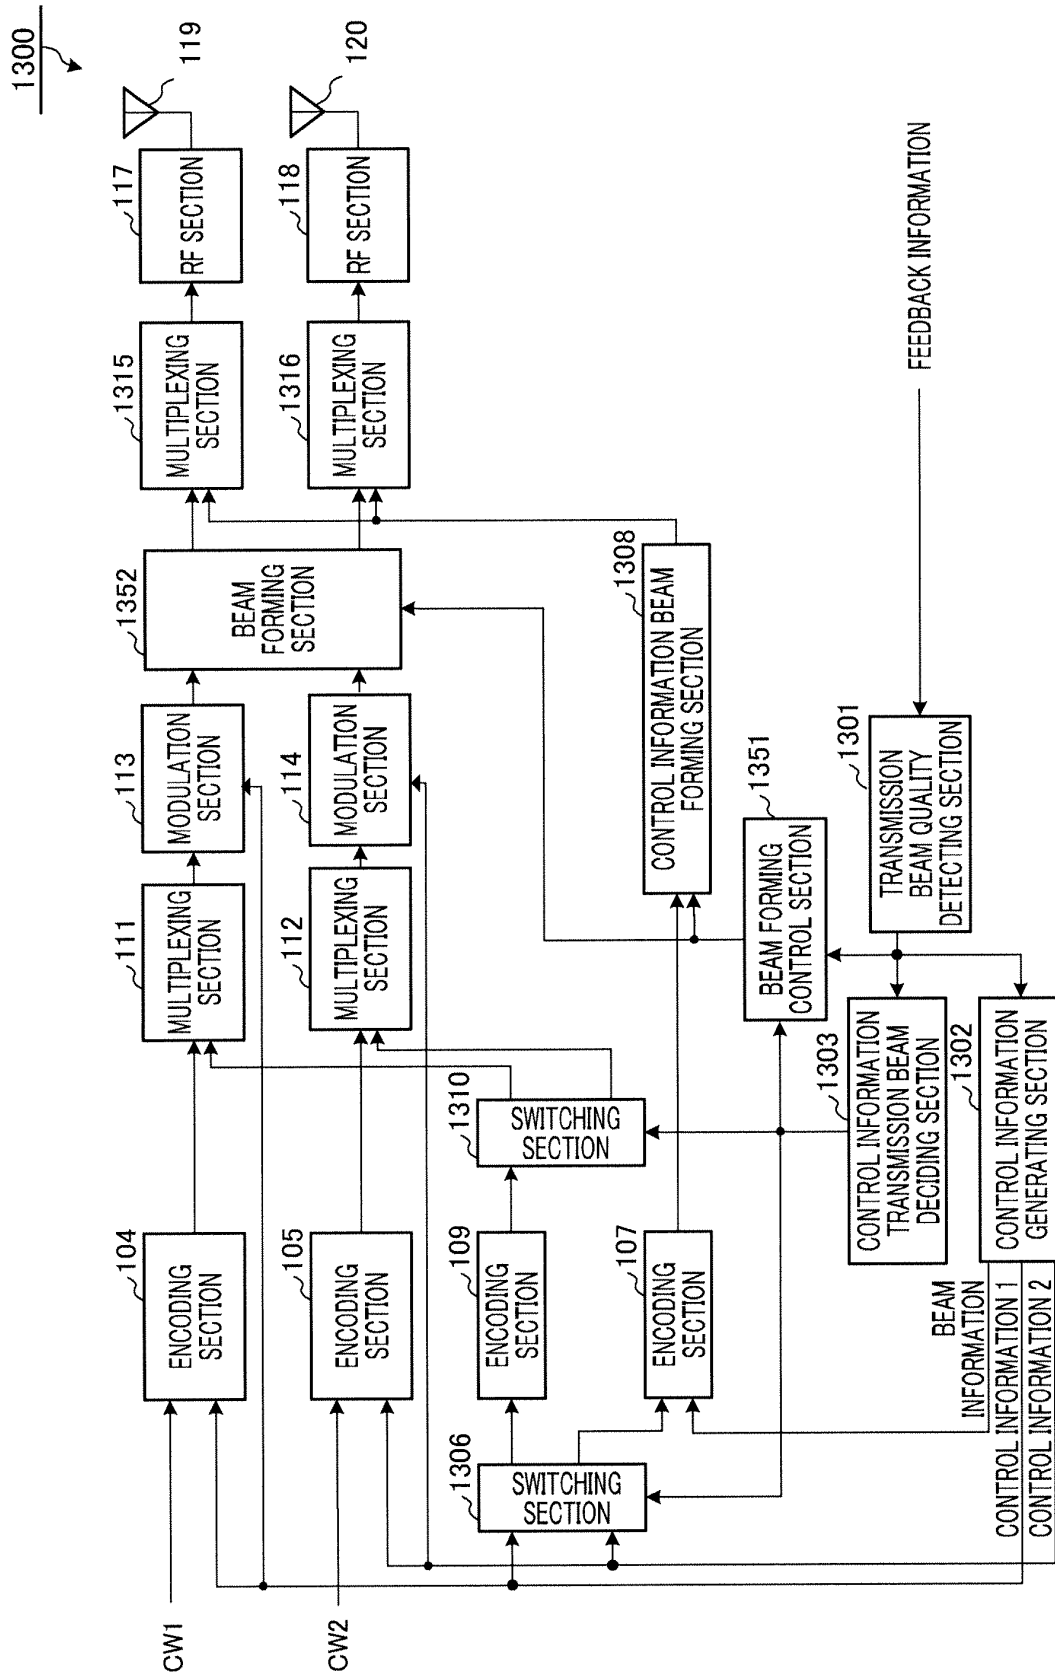 1300
CW1
104
ENCODING
SECTION
111
MULTIPLEXING
SECTION
113
MODULATION
SECTION
1352
BEAM
FORMING
SECTION
1315
MULTIPLEXING
SECTION
117
RF SECTION
119
CW2
105
ENCODING
SECTION
112
MULTIPLEXING
SECTION
114
MODULATION
SECTION
1316
MULTIPLEXING
SECTION
118
RF SECTION
120
1306
SWITCHING
SECTION
109
ENCODING
SECTION
1310
SWITCHING
SECTION
107
ENCODING
SECTION
1308
CONTROL INFORMATION BEAM
FORMING SECTION
1351
BEAM FORMING
CONTROL SECTION
1303
CONTROL INFORMATION
TRANSMISSION BEAM
DECIDING SECTION
1301
TRANSMISSION
BEAM QUALITY
DETECTING SECTION
FEEDBACK INFORMATION
BEAM
INFORMATION
CONTROL INFORMATION 1
CONTROL INFORMATION 2
1302
CONTROL INFORMATION
GENERATING SECTION